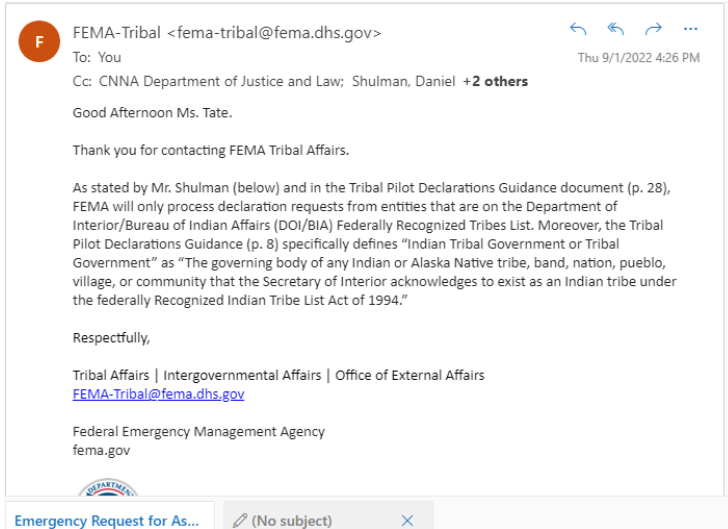 F
FEMA-Tribal <fema-tribal@fema.dhs.gov>
To: You
Thu 9/1/2022 4:26 PM
Cc: CNNA Department of Justice and Law; Shulman, Daniel +2 others
Good Afternoon Ms. Tate.
Thank you for contacting FEMA Tribal Affairs.
As stated by Mr. Shulman (below) and in the Tribal Pilot Declarations Guidance document (p. 28),
FEMA will only process declaration requests from entities that are on the Department of
Interior/Bureau of Indian Affairs (DOI/BIA) Federally Recognized Tribes List. Moreover, the Tribal
Pilot Declarations Guidance (p. 8) specifically defines “Indian Tribal Government or Tribal
Government” as “The governing body of any Indian or Alaska Native tribe, band, nation, pueblo,
village, or community that the Secretary of Interior acknowledges to exist as an Indian tribe under
the federally Recognized Indian Tribe List Act of 1994.”
Respectfully,
Tribal Affairs | Intergovernmental Affairs | Office of External Affairs
FEMA-Tribal@fema.dhs.gov
Federal Emergency Management Agency
fema.gov
DEPARTM
Emergency Request for As...
(No subject)